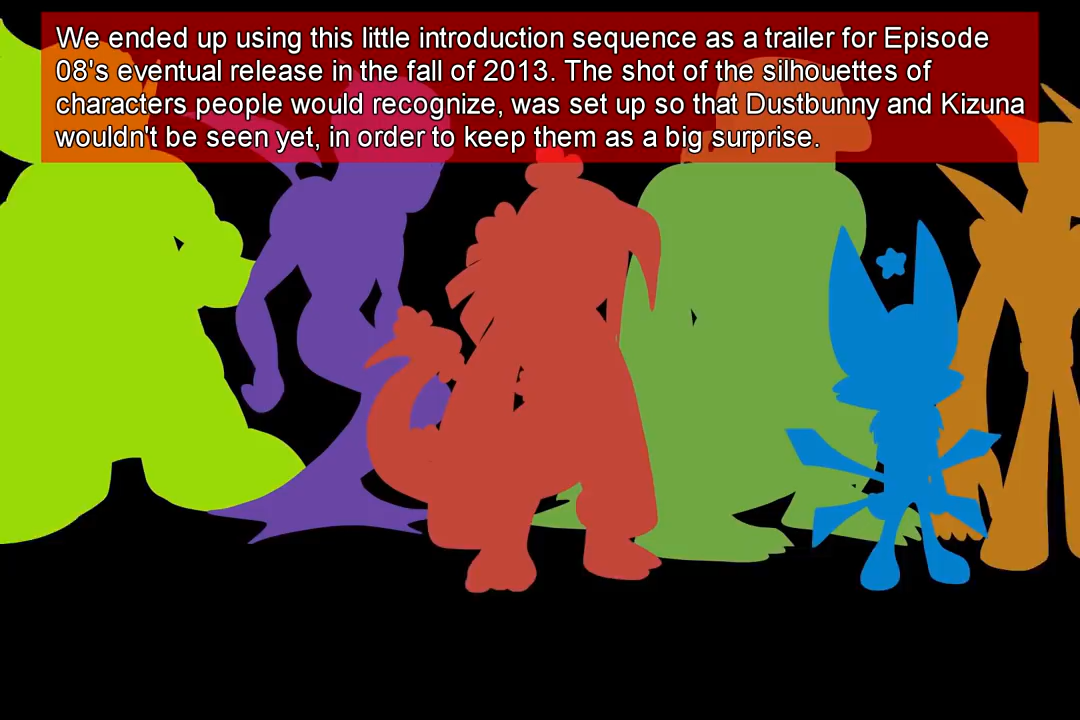 We ended up using this little introduction sequence as a trailer for Episode
08's eventual release in the fall of 2013. The shot of the silhouettes of
characters people would recognize, was set up so that Dustbunny and Kizuna
wouldn't be seen yet, in order to keep them as a big surprise.